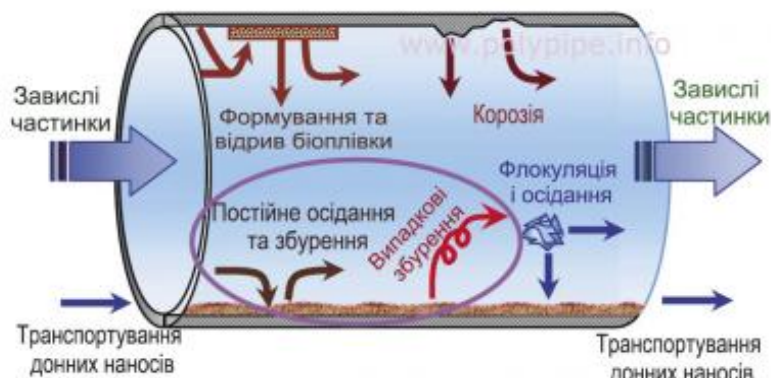 www.polypipe.info
Завислі
частинки
Формування та
відрив біоплівки
Корозія
Завислі
частинки
Флокуляція
і осідання
Постійне осідання
та збурення
Випадкові
збурення
Транспортування
донних наносів
Транспортування
донних наносів